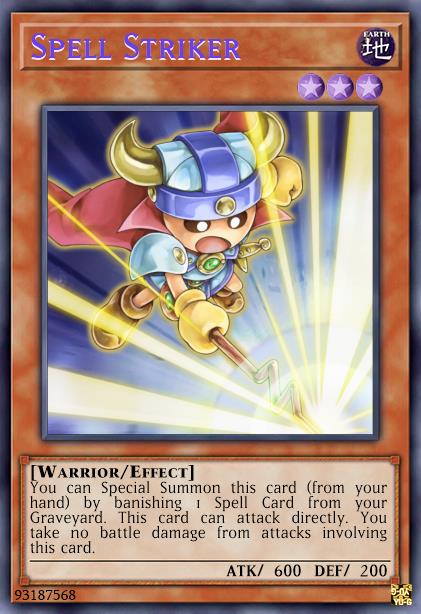 SPELL STRIKER
EARTH
地
[WARRIOR/EFFECT]
You can Special Summon this card (from your
hand) by banishing 1 Spell Card from your
Graveyard. This card can attack directly. You
take no battle damage from attacks involving
this card.
ATK/ 600 DEF/ 200
93187568